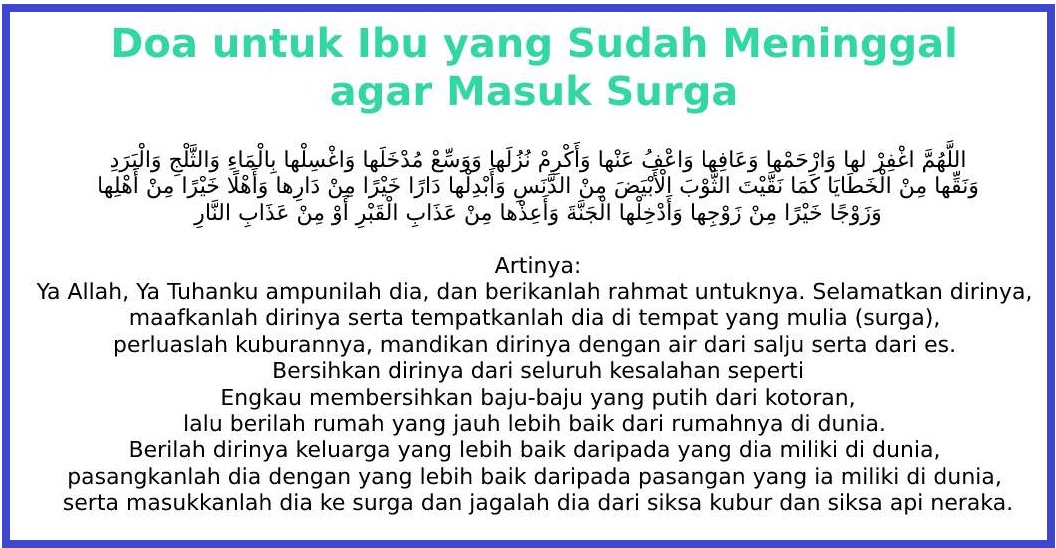 Doa untuk Ibu yang Sudah Meninggal
agar Masuk Surga
اللَّهُمَّ اغْفِرْ لها وَارْحَمْها وَعَافِها وَاعْفُ عَنْها وَأَكْرِمْ نُزُلَها وَوَسِّعْ مُدْخَلَها وَاغْسِلْها بِالْمَاءِ وَالثَّلْجِ وَالْبَرَدِ
وَنَقِّها مِنْ الْخَطَايَا كَمَا نَقَّيْتَ الثَّوْبَ الْأَبْيَضَ مِنْ الدَّنَسِ وَأَبْدِلْها دَارًا خَيْرًا مِنْ دَارِها وَأَهْلًا خَيْرًا مِنْ أَهْلِها
وَزَوْجًا خَيْرًا مِنْ زَوْجِها وَأَدْخِلْها الْجَنَّةَ وَأَعِذْها مِنْ عَذَابِ الْقَبْرِ أَوْ مِنْ عَذَابِ النَّارِ
Artinya:
Ya Allah, Ya Tuhanku ampunilah dia, dan berikanlah rahmat untuknya. Selamatkan dirinya,
maafkanlah dirinya serta tempatkanlah dia di tempat yang mulia (surga),
perluaslah kuburannya, mandikan dirinya dengan air dari salju serta dari es.
Bersihkan dirinya dari seluruh kesalahan seperti
Engkau membersihkan baju-baju yang putih dari kotoran,
lalu berilah rumah yang jauh lebih baik dari rumahnya di dunia.
Berilah dirinya keluarga yang lebih baik daripada yang dia miliki di dunia,
pasangkanlah dia dengan yang lebih baik daripada pasangan yang ia miliki di dunia,
serta masukkanlah dia ke surga dan jagalah dia dari siksa kubur dan siksa api neraka.